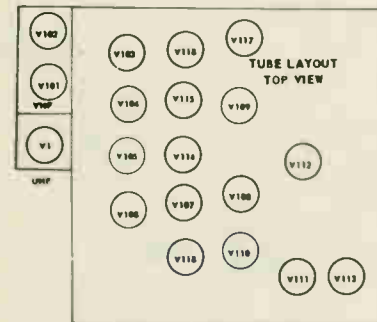 V102
V117
V103
V116
TUBE LAYOUT
TOP VIEW
V101
VHF
V104
V115
V109
V1
V105
V114
V112
UHF
V106
V107
V108
V118
V110
V111
V113